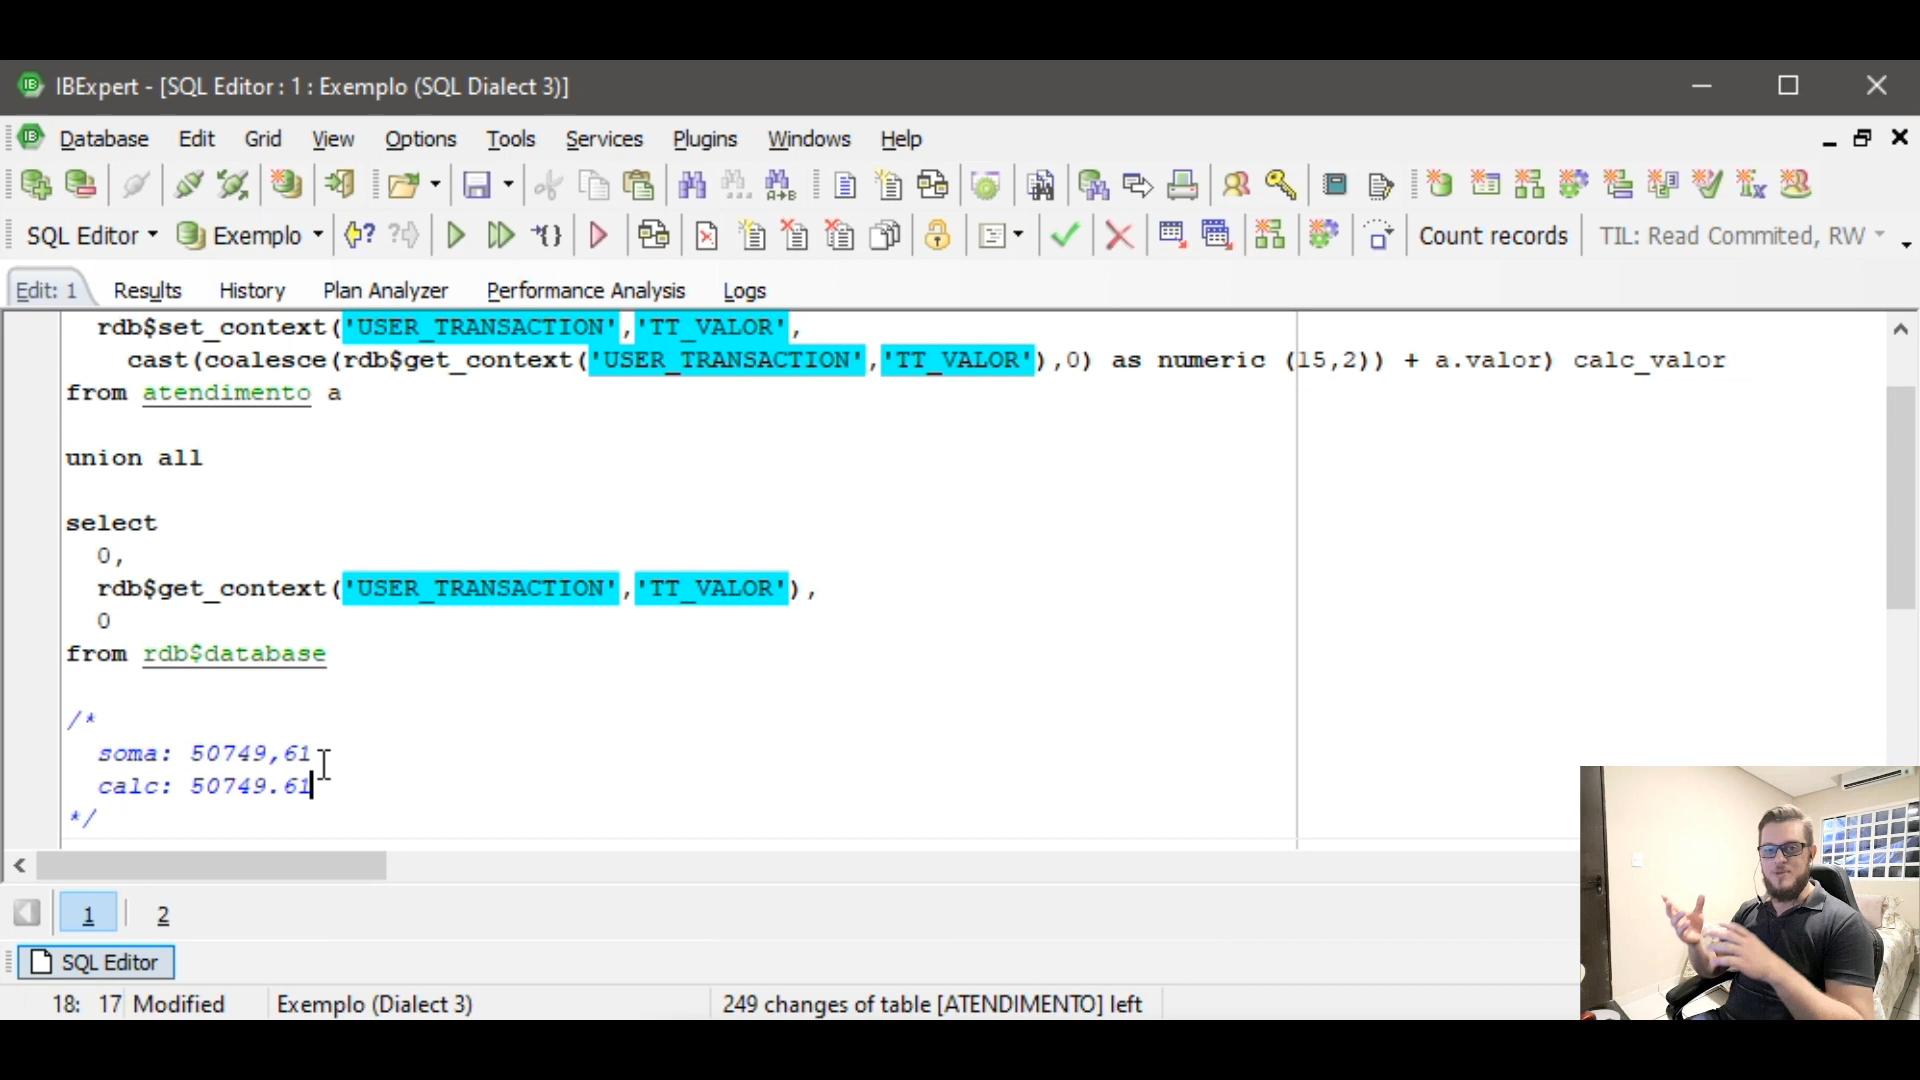 IBExpert - [SQL Editor : 1 : Exemplo (SQL Dialect 3)]
Database Edit Grid View Options Tools Services Plugins Windows Help
SQL Editor Exemplo Count records TIL: Read Commited, RW
Edit: 1 Results History Plan Analyzer Performance Analysis Logs
rdb$set_context('USER_TRANSACTION','TT_VALOR',
cast(coalesce(rdb$get_context('USER_TRANSACTION','TT_VALOR'),0) as numeric (15,2)) + a.valor) calc_valor
from atendimento a
union all
select
0,
rdb$get_context('USER_TRANSACTION','TT_VALOR'),
0
from rdb$database
/*
soma: 50749,61
calc: 50749.61
*/
1 2
SQL Editor
18: 17 Modified Exemplo (Dialect 3) 249 changes of table [ATENDIMENTO] left